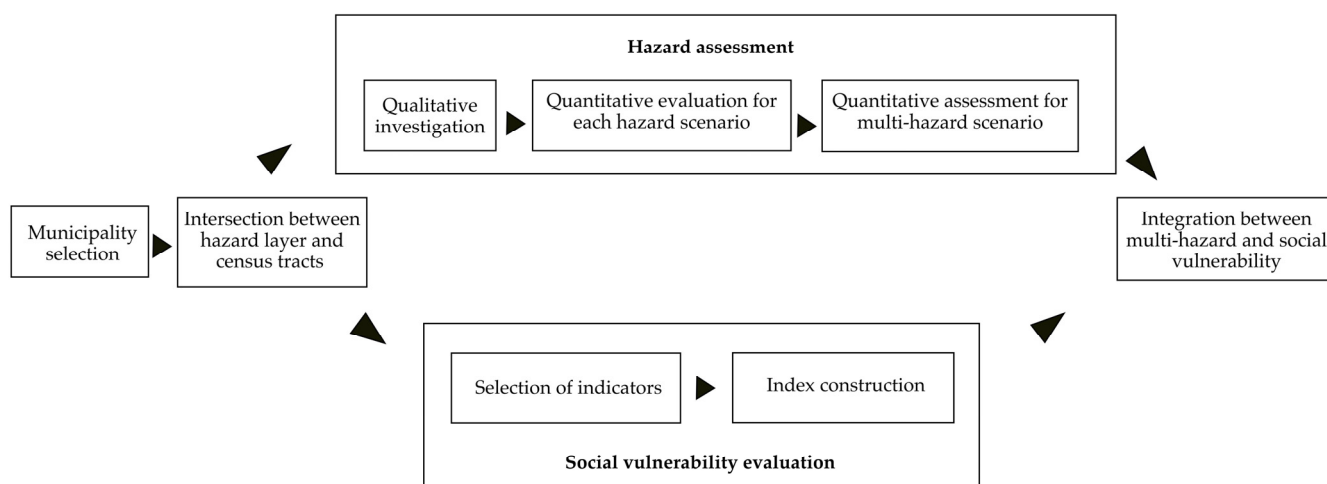 Hazard assessment
Qualitative
investigation
Quantitative evaluation for
each hazard scenario
Quantitative assessment for
multi-hazard scenario
Municipality
selection
Intersection between
hazard layer and
census tracts
Integration between
multi-hazard and social
vulnerability
Selection of indicators
Index construction
Social vulnerability evaluation